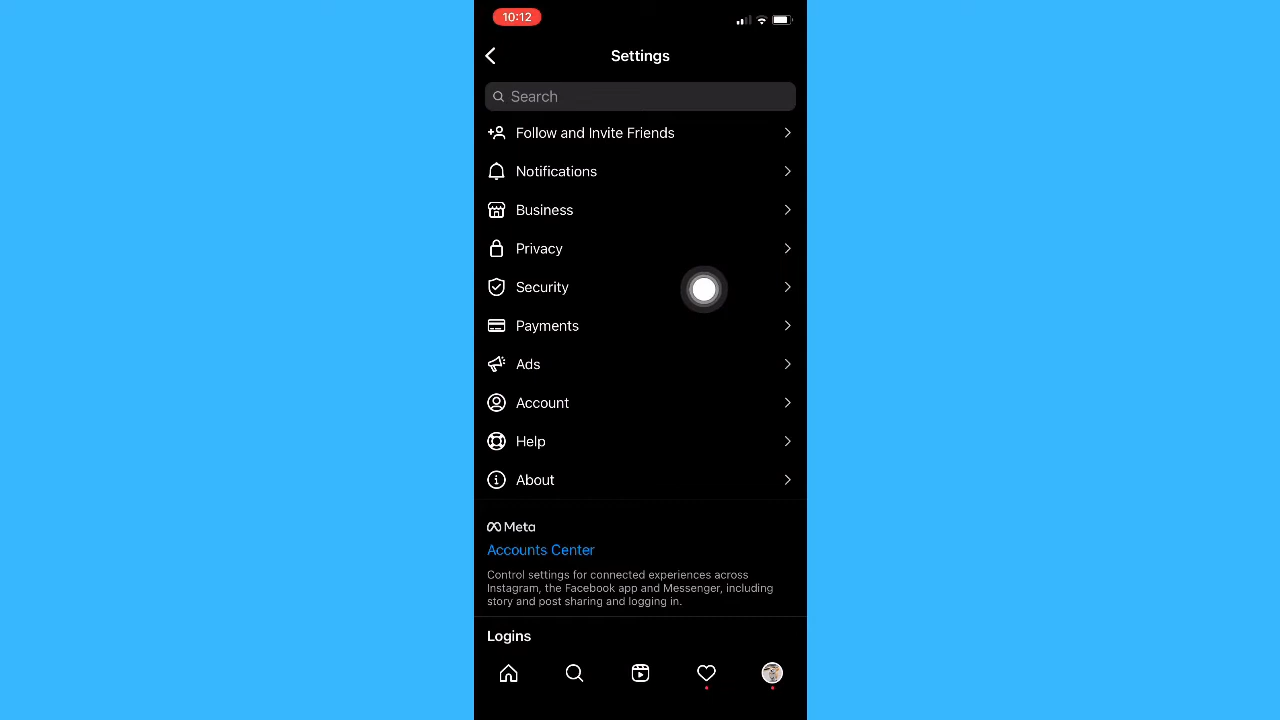 10:12
Settings
Search
Follow and Invite Friends
Notifications
Business
Privacy
Security
Payments
Ads
Account
Help
About
Meta
Accounts Center
Control settings for connected experiences across
Instagram, the Facebook app and Messenger, including
story and post sharing and logging in.
Logins